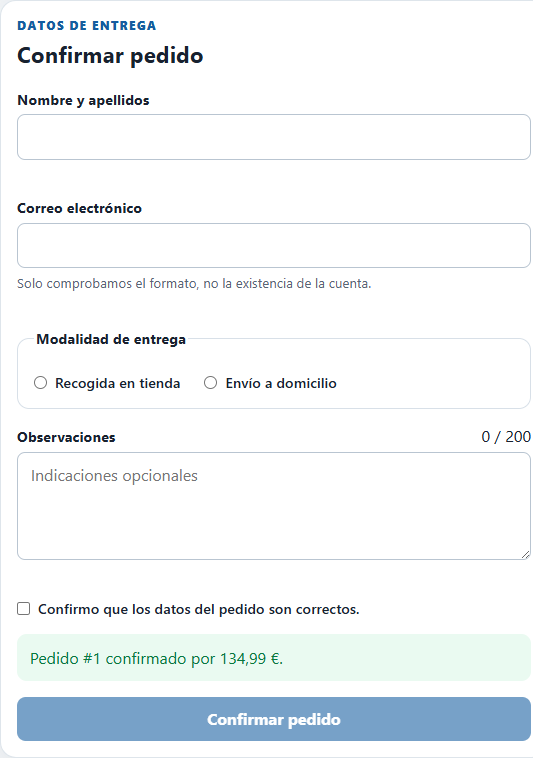 DATOS DE ENTREGA
Confirmar pedido
Nombre y apellidos
Correo electrónico
Solo comprobamos el formato, no la existencia de la cuenta.
Modalidad de entrega
Recogida en tienda Envío a domicilio
Observaciones 0 / 200
Indicaciones opcionales
Confirmo que los datos del pedido son correctos.
Pedido #1 confirmado por 134,99 €.
Confirmar pedido